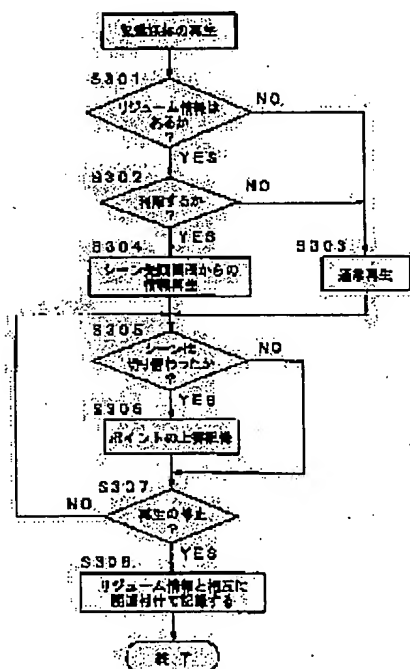 記録媒体の再生
S301
リジューム情報は
あるか
?
NO
YES
S302
利用するか
?
NO
YES
S304
シーン先頭画面からの
情報再生
S303
通常再生
S305
シーンは
切り替わったか
?
NO
YES
S306
ポイントの上書記録
S307
再生の停止
?
NO
YES
S308
リジューム情報と相互に
関連付けて記録する
終了